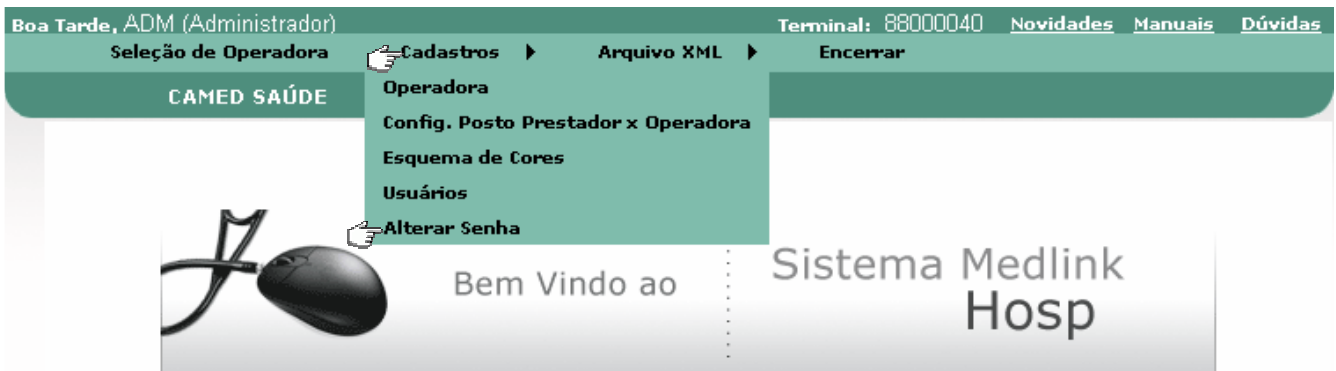 Boa Tarde, ADM (Administrador) Terminal: 88000040 Novidades Manuais Dúvidas
Seleção de Operadora Cadastros Arquivo XML Encerrar
CAMED SAÚDE
Operadora
Config. Posto Prestador x Operadora
Esquema de Cores
Usuários
Alterar Senha
Bem Vindo ao
Sistema Medlink
Hosp